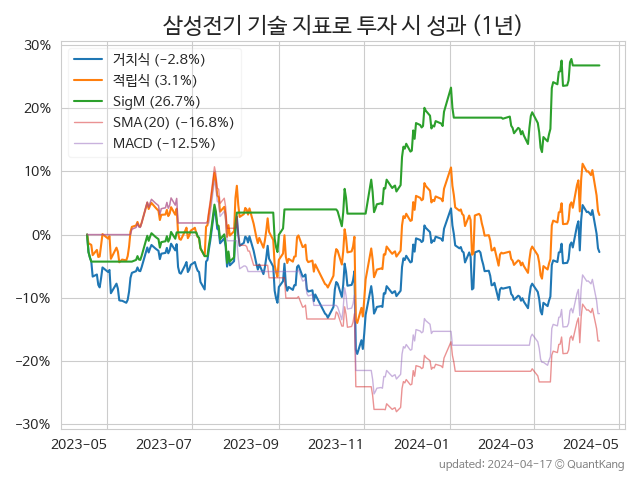 삼성전기 기술 지표로 투자 시 성과 (1년)
거치식 (−2.8%)
적립식 (3.1%)
SigM (26.7%)
SMA(20) (−16.8%)
MACD (−12.5%)
30%
20%
10%
0%
−10%
−20%
−30%
2023-05 2023-07 2023-09 2023-11 2024-01 2024-03 2024-05
updated: 2024-04-17 © QuantKang